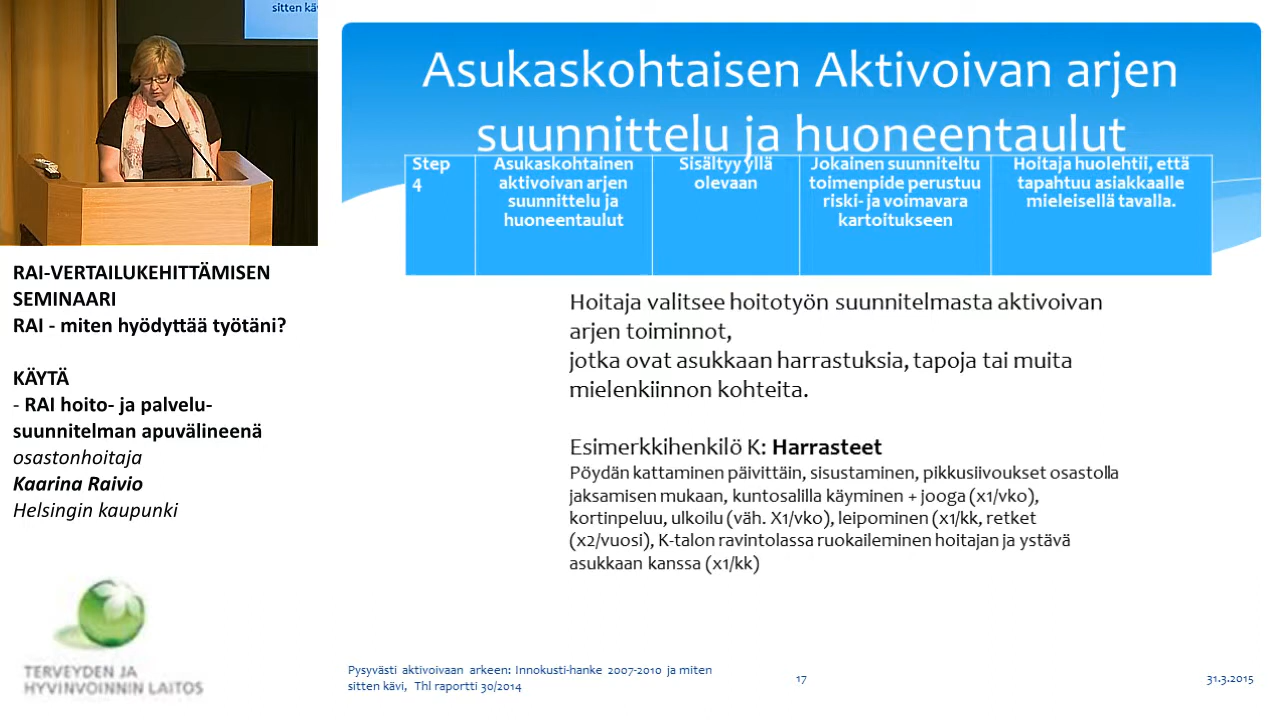 sitten käv
RAI-VERTAILUKEHITTÄMISEN
SEMINAARI
RAI - miten hyödyttää työtäni?
KÄYTÄ
- RAI hoito- ja palvelu-
suunnitelman apuvälineenä
osastonhoitaja
Kaarina Raivio
Helsingin kaupunki
TERVEYDEN JA
HYVINVOINNIN LAITOS
Asukaskohtaisen Aktivoivan arjen
suunnittelu ja huoneentaulut
Step
4
Asukaskohtainen
aktivoivan arjen
suunnittelu ja
huoneentaulut
Sisältyy yllä
olevaan
Jokainen suunniteltu
toimenpide perustuu
riski- ja voimavara
kartoitukseen
Hoitaja huolehtii, että
tapahtuu asiakkaalle
mieleisellä tavalla.
Hoitaja valitsee hoitotyön suunnitelmasta aktivoivan
arjen toiminnot,
jotka ovat asukkaan harrastuksia, tapoja tai muita
mielenkiinnon kohteita.
Esimerkkihenkilö K: Harrasteet
Pöydän kattaminen päivittäin, sisustaminen, pikkusiivoukset osastolla
jaksamisen mukaan, kuntosalilla käyminen + jooga (x1/vko),
kortinpeluu, ulkoilu (väh. X1/vko), leipominen (x1/kk, retket
(x2/vuosi), K-talon ravintolassa ruokaileminen hoitajan ja ystävä
asukkaan kanssa (x1/kk)
Pysyvästi aktivoivaan arkeen: Innokusti-hanke 2007-2010 ja miten
sitten kävi, Thl raportti 30/2014
17
31.3.2015